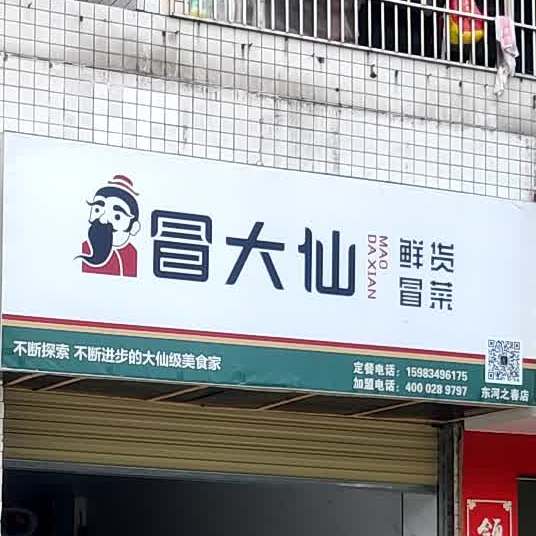 冒大仙
MAO
DA XIAN
鲜货
冒菜
不断探索 不断进步的大仙级美食家
定餐电话：15983496175
加盟电话：400 028 9797
东河之春店